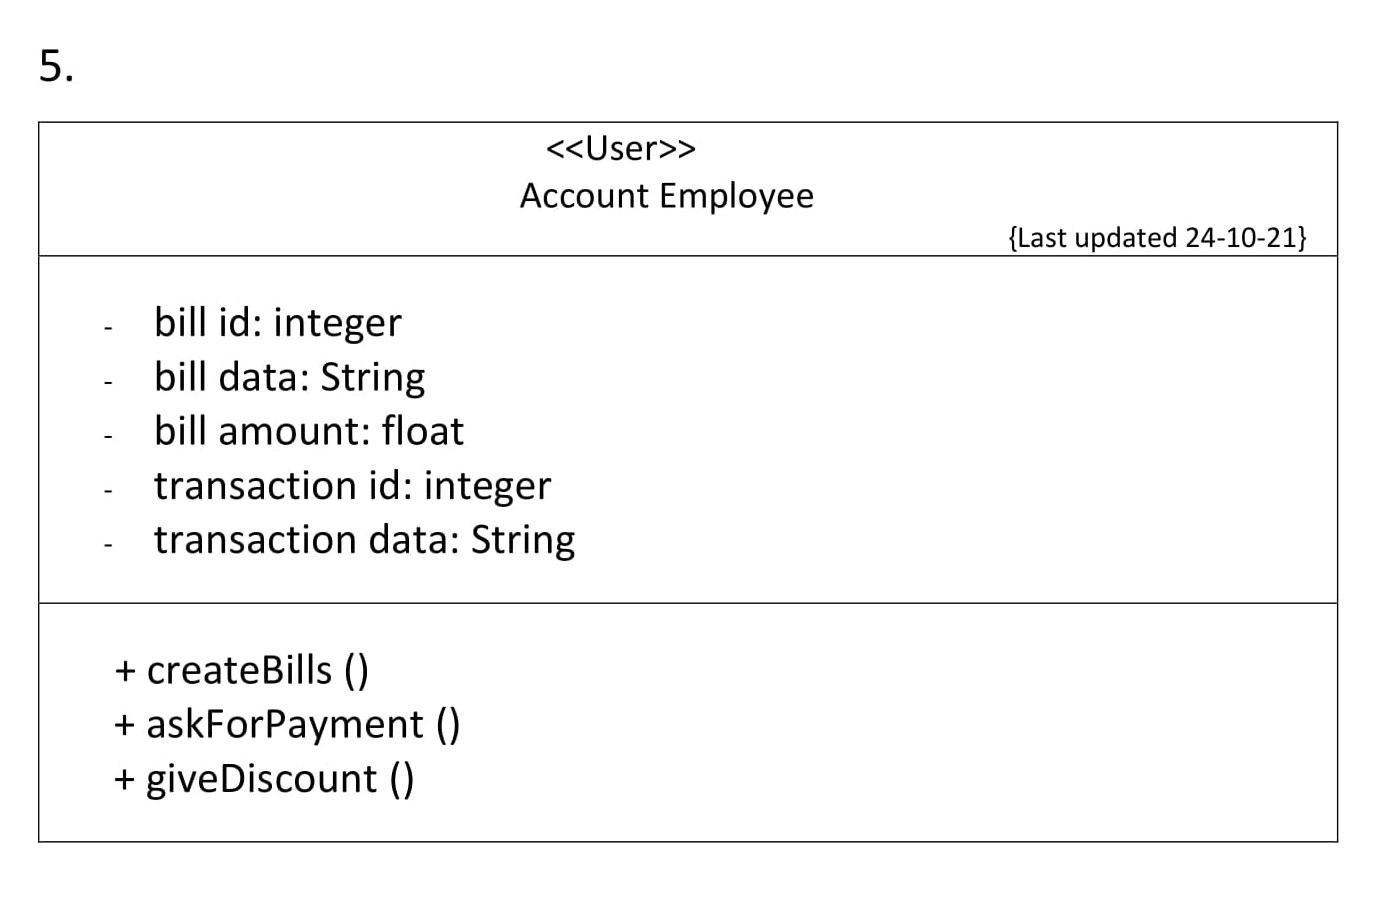 5.
<<User>>
Account Employee
{Last updated 24-10-21}
- bill id: integer
- bill data: String
- bill amount: float
- transaction id: integer
- transaction data: String
+ createBills ()
+ askForPayment ()
+ giveDiscount ()